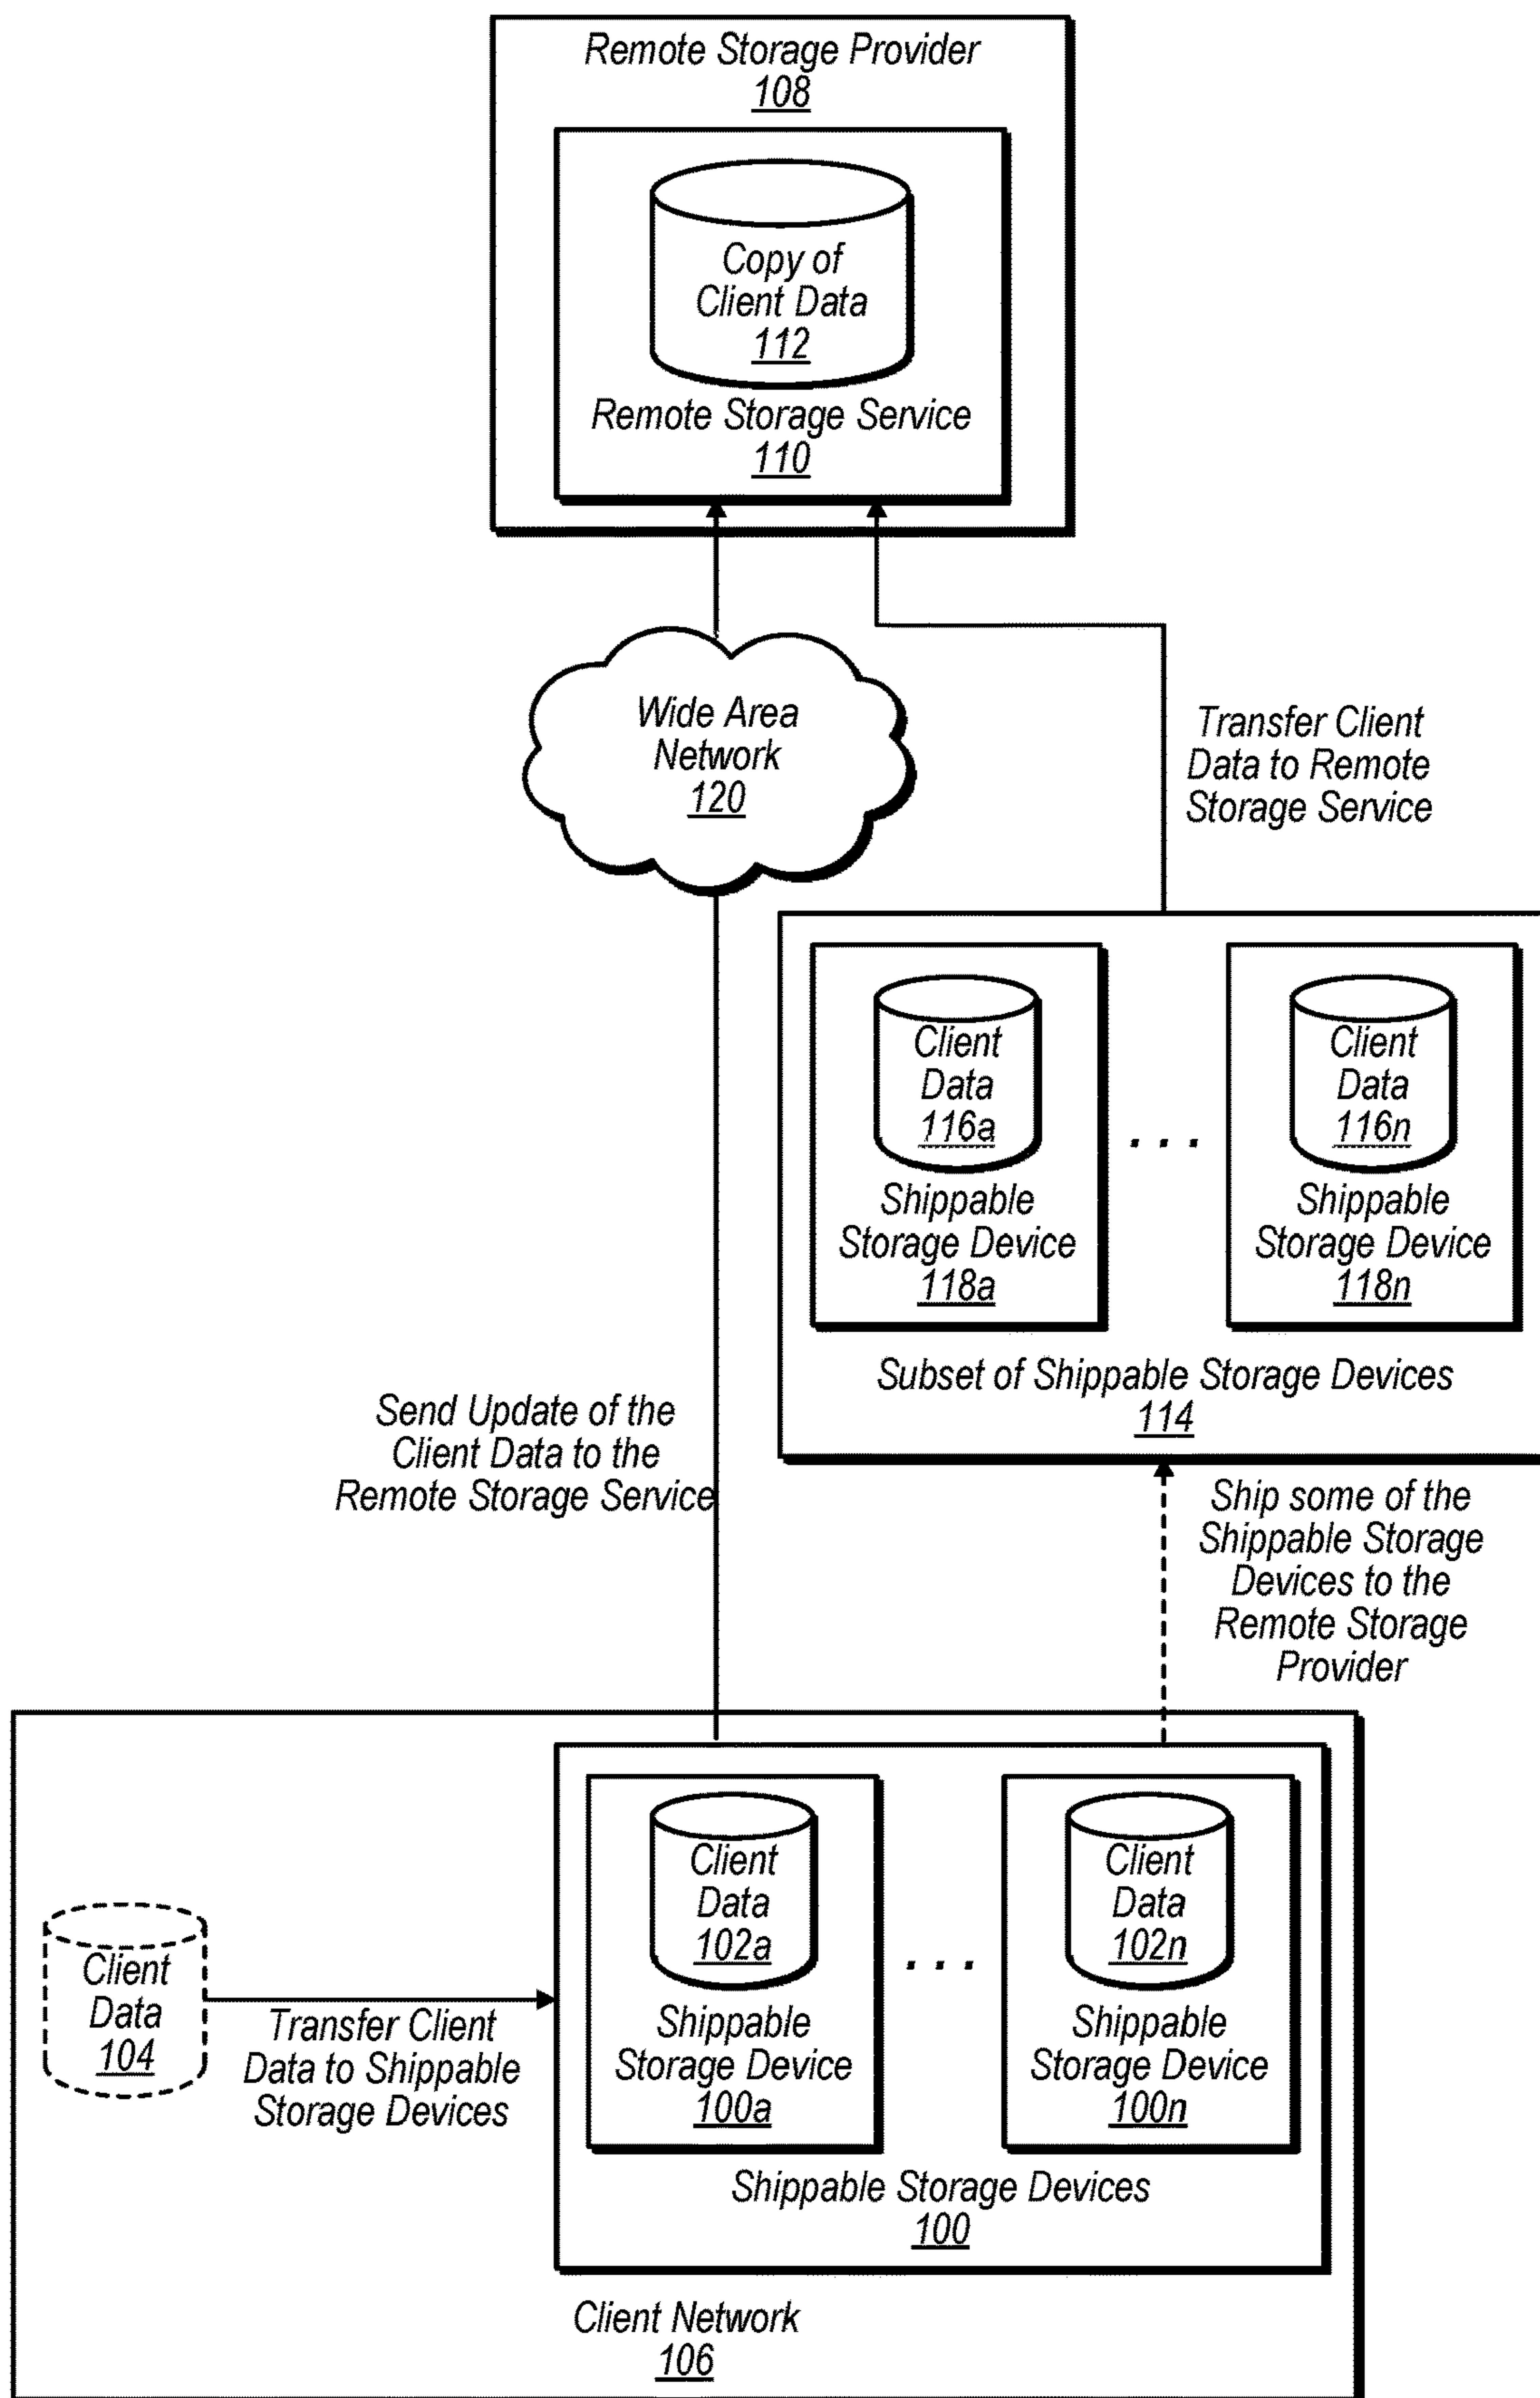 Remote Storage Provider
108
Copy of
Client Data
112
Remote Storage Service
110
Wide Area
Network
120
Transfer Client
Data to Remote
Storage Service
Client
Data
116a
Shippable
Storage Device
118a
. . .
Client
Data
116n
Shippable
Storage Device
118n
Subset of Shippable Storage Devices
114
Send Update of the
Client Data to the
Remote Storage Service
Ship some of the
Shippable Storage
Devices to the
Remote Storage
Provider
Client
Data
104
Transfer Client
Data to Shippable
Storage Devices
Client
Data
102a
Shippable
Storage Device
100a
. . .
Client
Data
102n
Shippable
Storage Device
100n
Shippable Storage Devices
100
Client Network
106